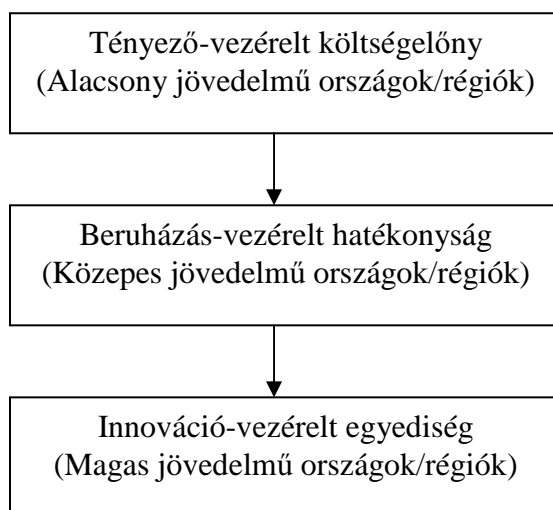 Tényező-vezérelt költségelőny
(Alacsony jövedelmű országok/régiók)
Beruházás-vezérelt hatékonyság
(Közepes jövedelmű országok/régiók)
Innováció-vezérelt egyediség
(Magas jövedelmű országok/régiók)